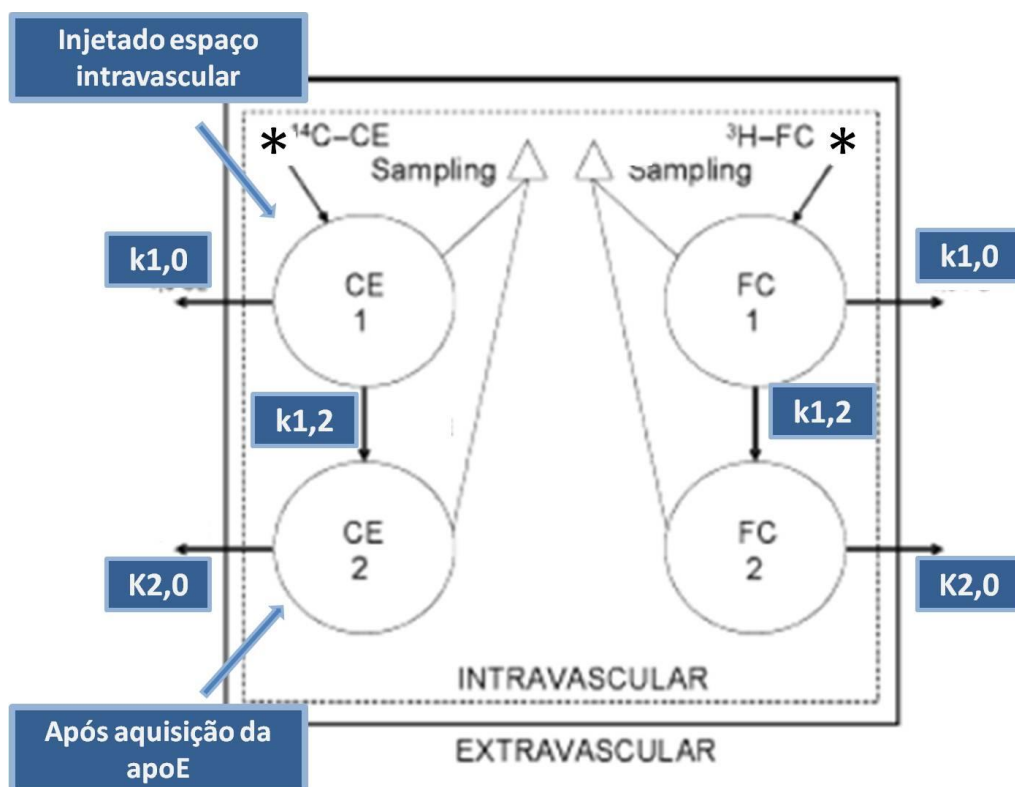 Injetado espaço
intravascular
* ¹⁴C–CE
³H–FC *
Sampling
Sampling
k1,0
k1,0
CE
1
FC
1
k1,2
k1,2
CE
2
FC
2
K2,0
K2,0
INTRAVASCULAR
Após aquisição da
apoE
EXTRAVASCULAR